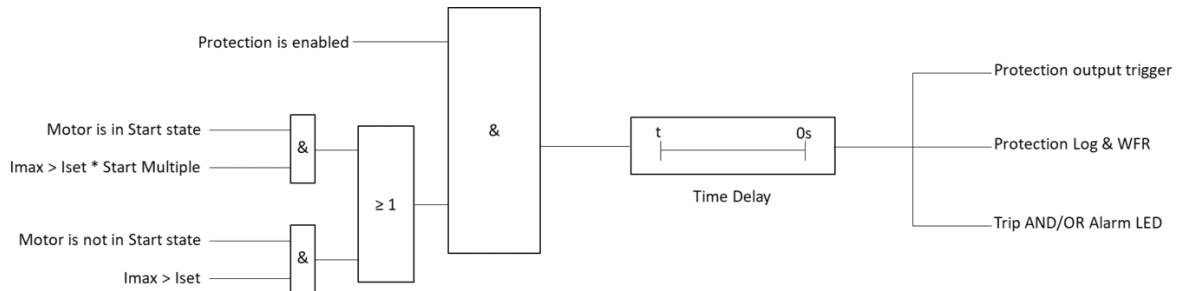 Protection is enabled
Motor is in Start state
Imax > Iset * Start Multiple
&
≥ 1
Motor is not in Start state
Imax > Iset
&
&
t
0s
Time Delay
Protection output trigger
Protection Log & WFR
Trip AND/OR Alarm LED